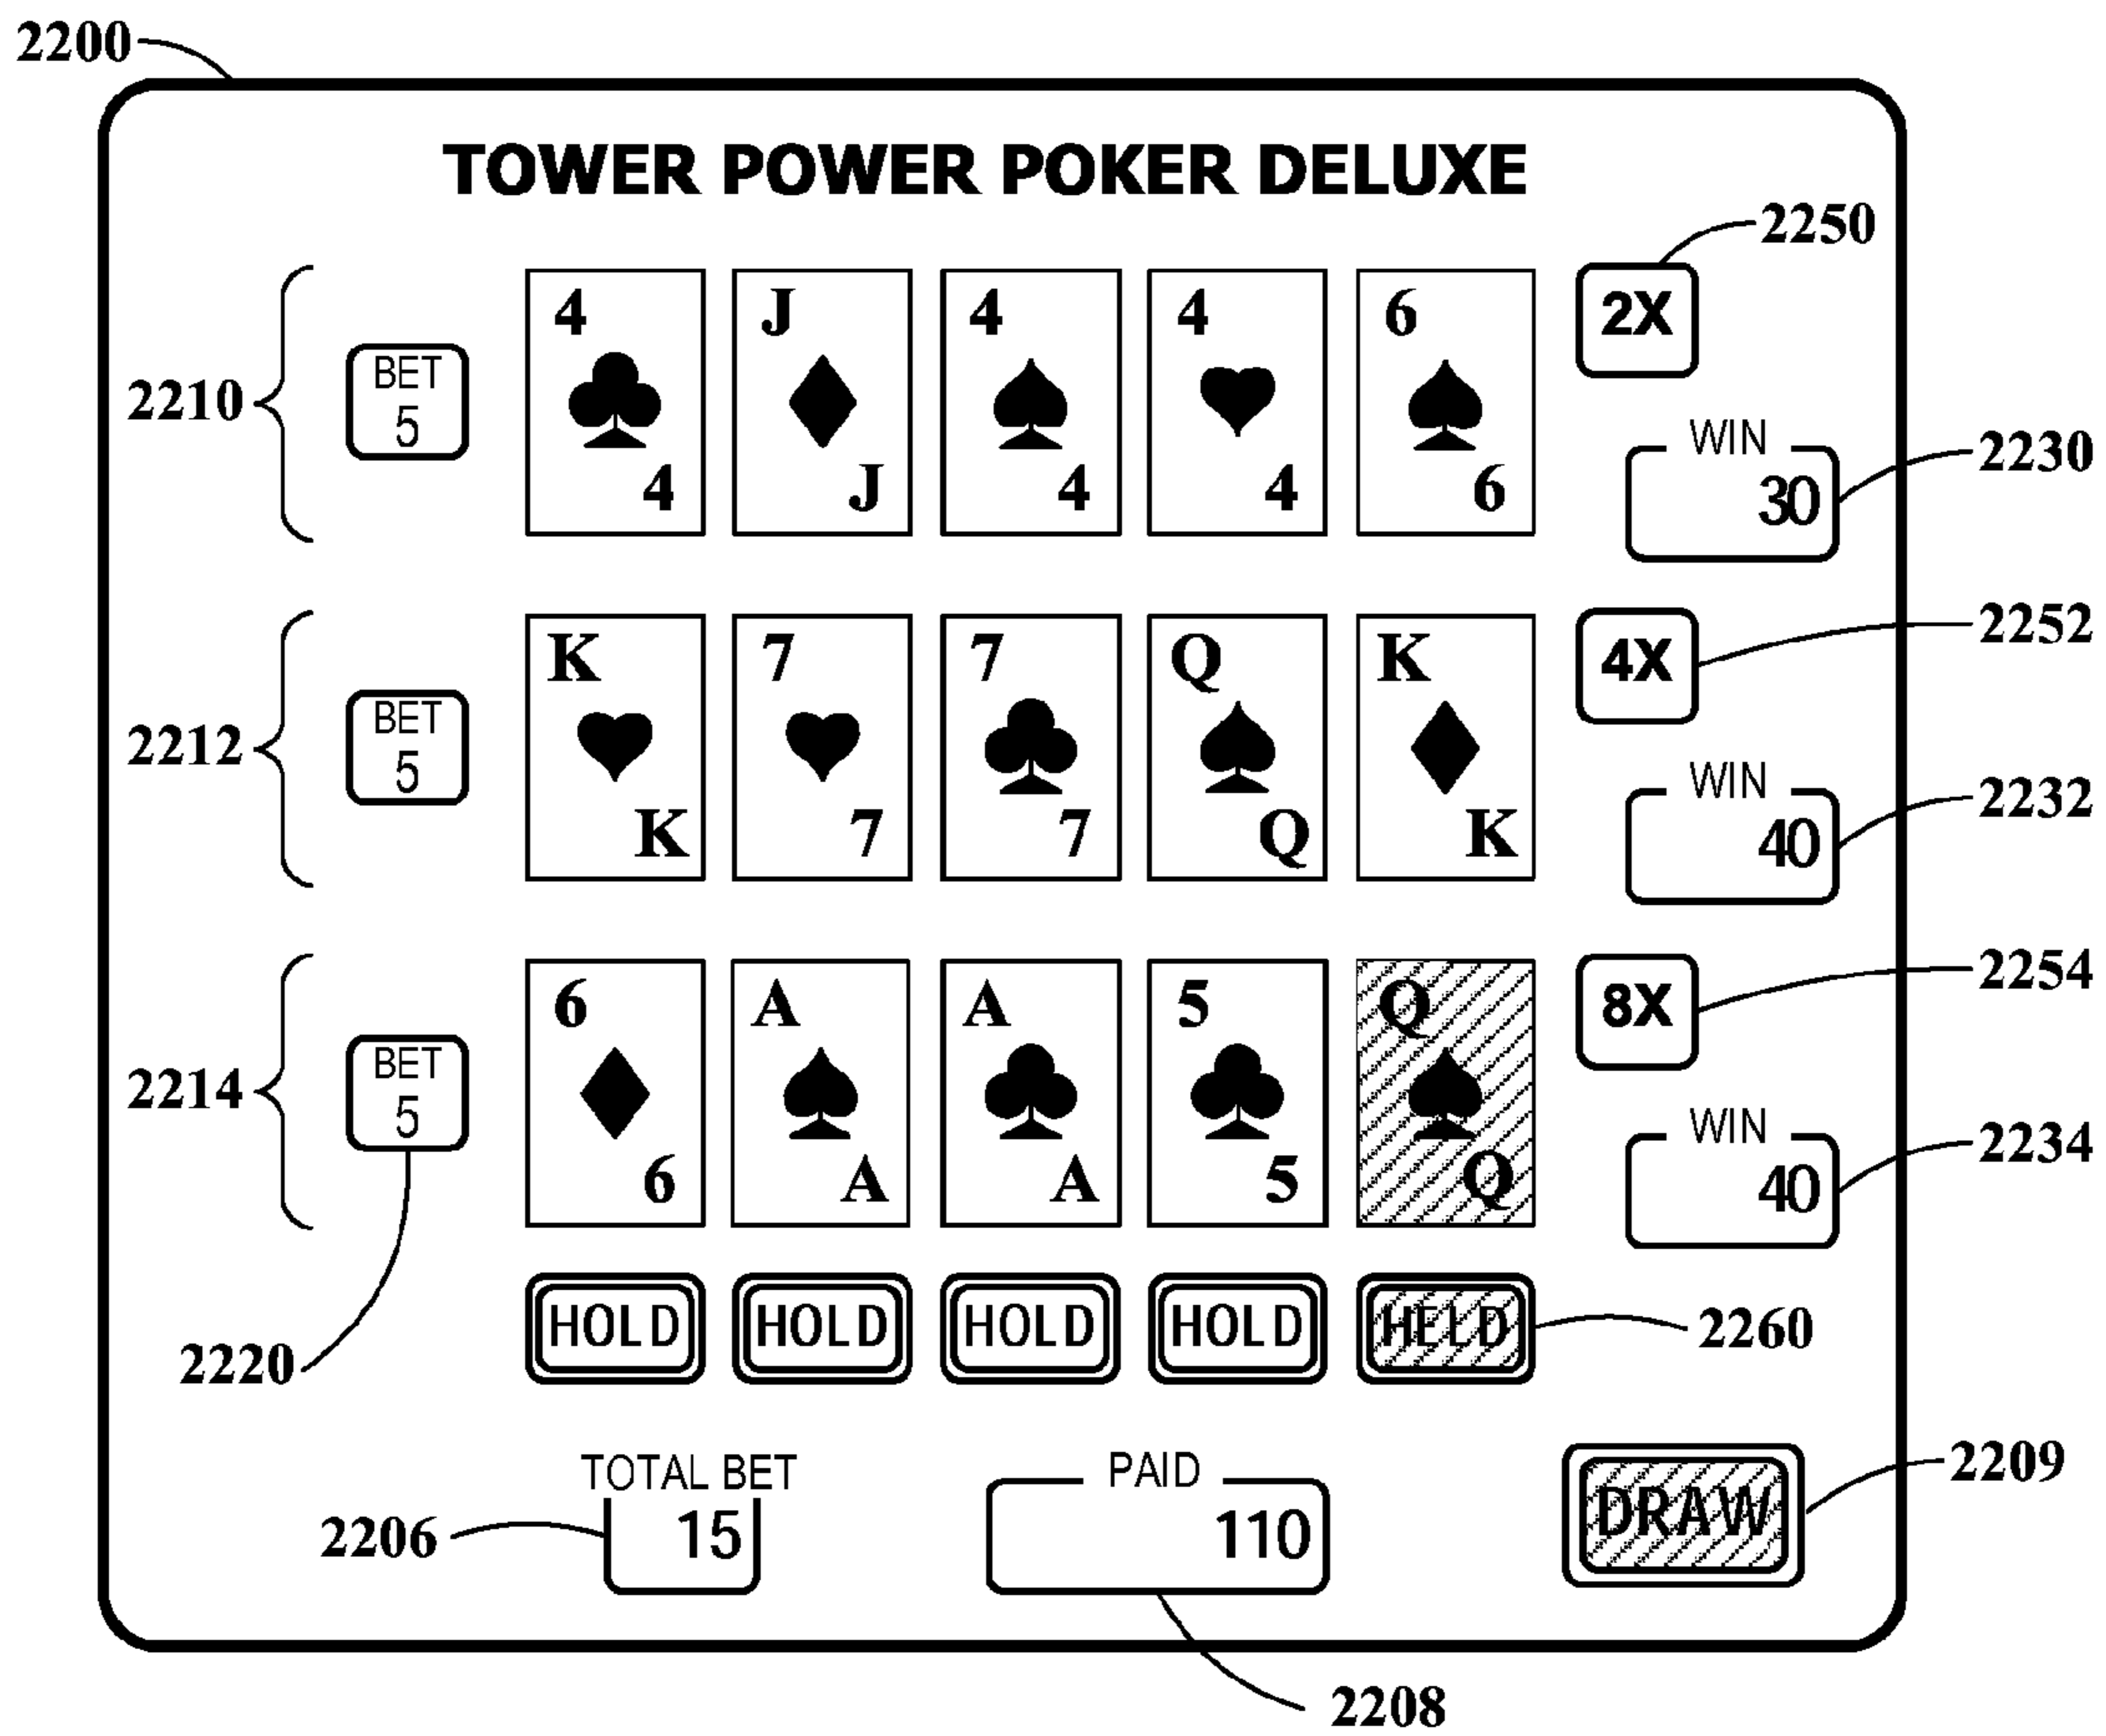 2200
TOWER POWER POKER DELUXE
2250
4 J 4 4 6 2X
2210 BET 5
WIN 30 2230
4 J 4 4 6
2252
K 7 7 Q K 4X
2212 BET 5
WIN 40 2232
K 7 7 Q K
2254
6 A A 5 Q 8X
2214 BET 5
WIN 40 2234
6 A A 5 Q
HOLD HOLD HOLD HOLD HELD 2260
2220
TOTAL BET PAID 2209
2206 15 110 DRAW
2208